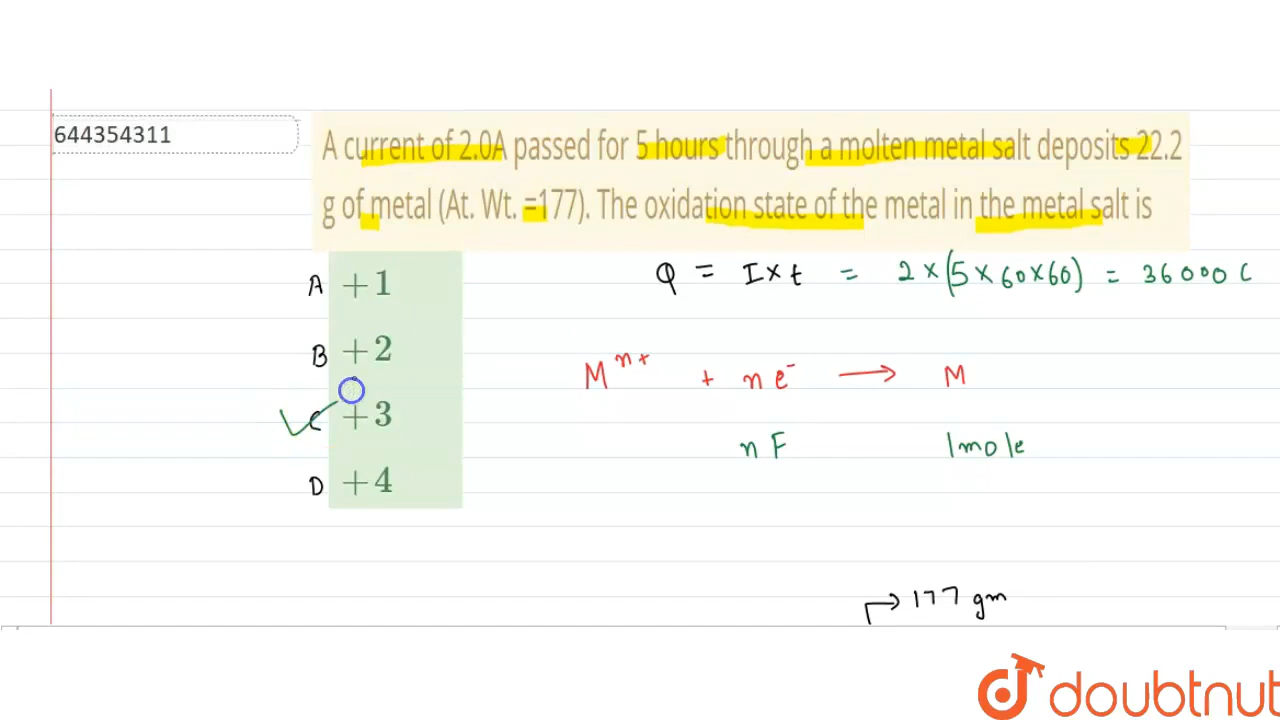 644354311
A current of 2.0A passed for 5 hours through a molten metal salt deposits 22.2
g of metal (At. Wt. =177). The oxidation state of the metal in the metal salt is
A +1
Q = I×t = 2×(5×60×60) = 36000 C
B +2
M^n+ + n e^- → M
C +3
n F 1mole
D +4
→ 177 gm
doubtnut